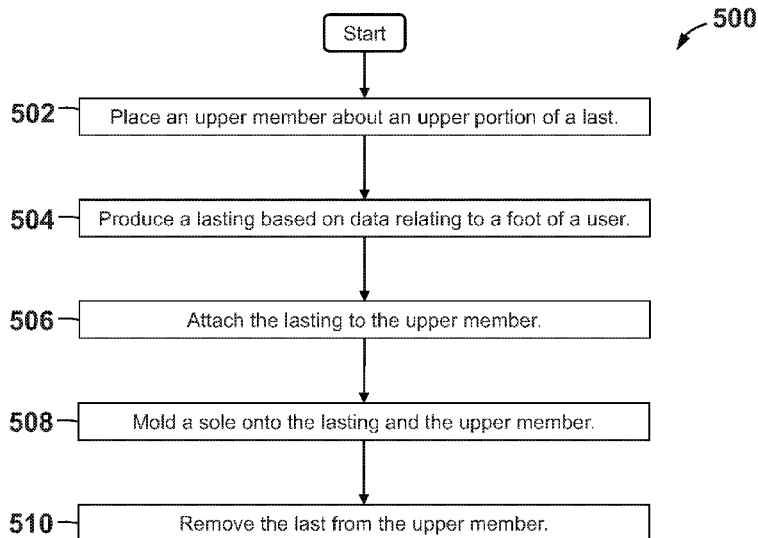 Start
500
502
Place an upper member about an upper portion of a last.
504
Produce a lasting based on data relating to a foot of a user.
506
Attach the lasting to the upper member.
508
Mold a sole onto the lasting and the upper member.
510
Remove the last from the upper member.